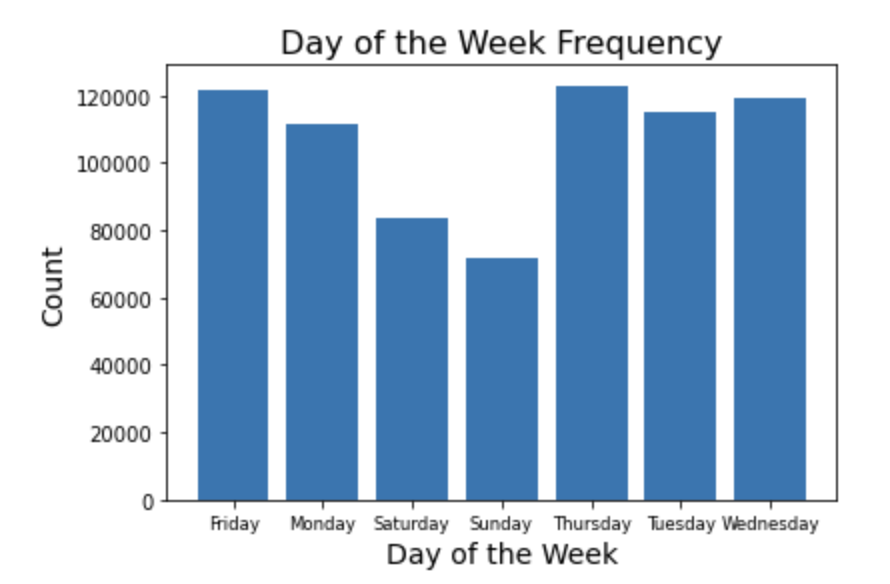 Day of the Week Frequency
120000
100000
80000
60000
40000
20000
0
Count
Friday Monday Saturday Sunday Thursday Tuesday Wednesday
Day of the Week